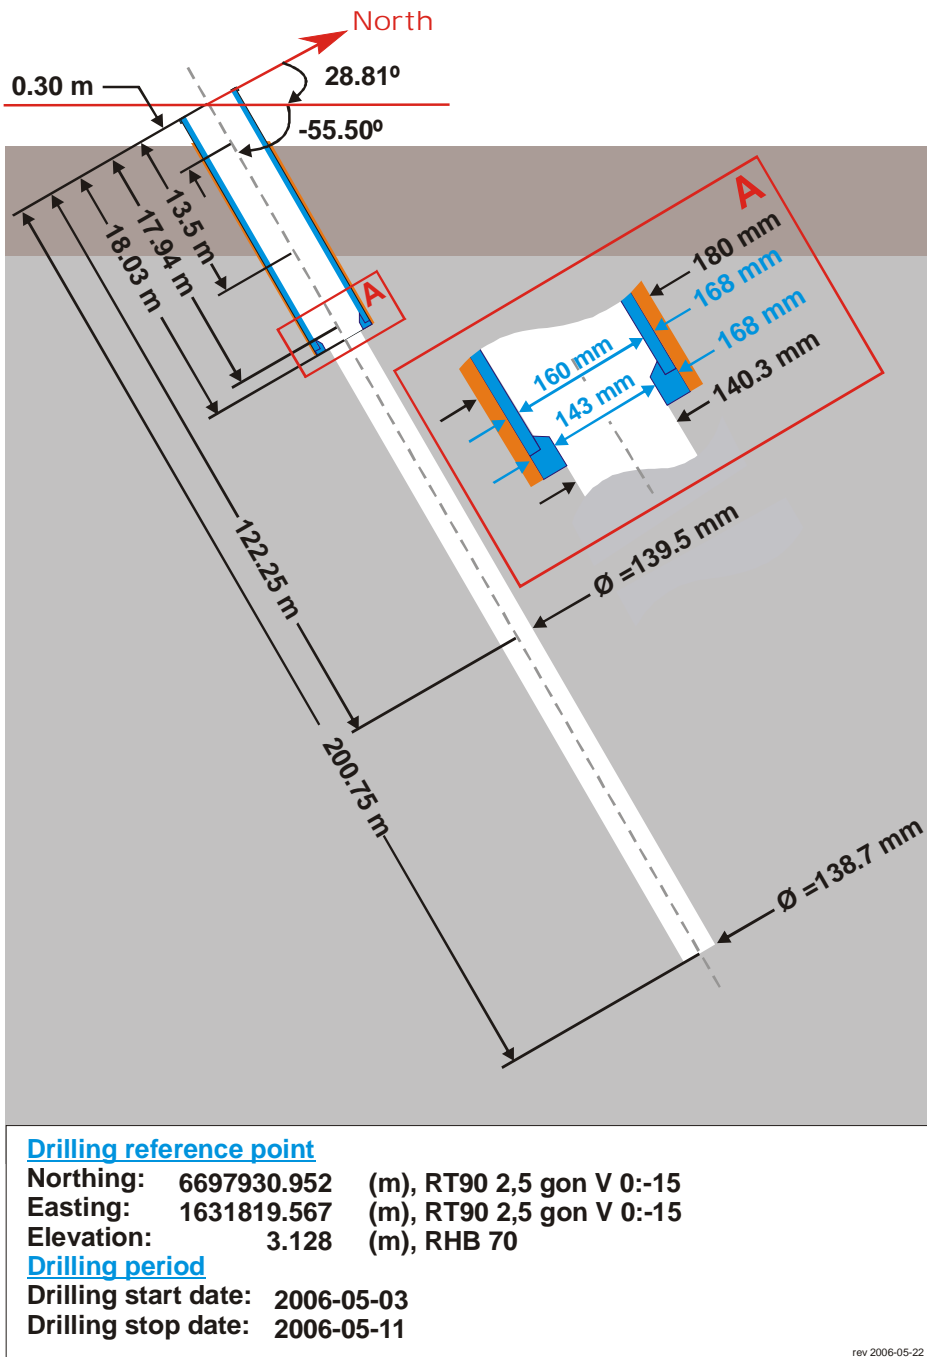 North
0.30 m
28.81º
-55.50º
13.5 m
17.94 m
18.03 m
A
A
180 mm
168 mm
168 mm
160 mm
143 mm
140.3 mm
122.25 m
Ø =139.5 mm
200.75 m
Ø =138.7 mm
Drilling reference point
Northing: 6697930.952 (m), RT90 2,5 gon V 0:-15
Easting: 1631819.567 (m), RT90 2,5 gon V 0:-15
Elevation: 3.128 (m), RHB 70
Drilling period
Drilling start date: 2006-05-03
Drilling stop date: 2006-05-11
rev 2006-05-22